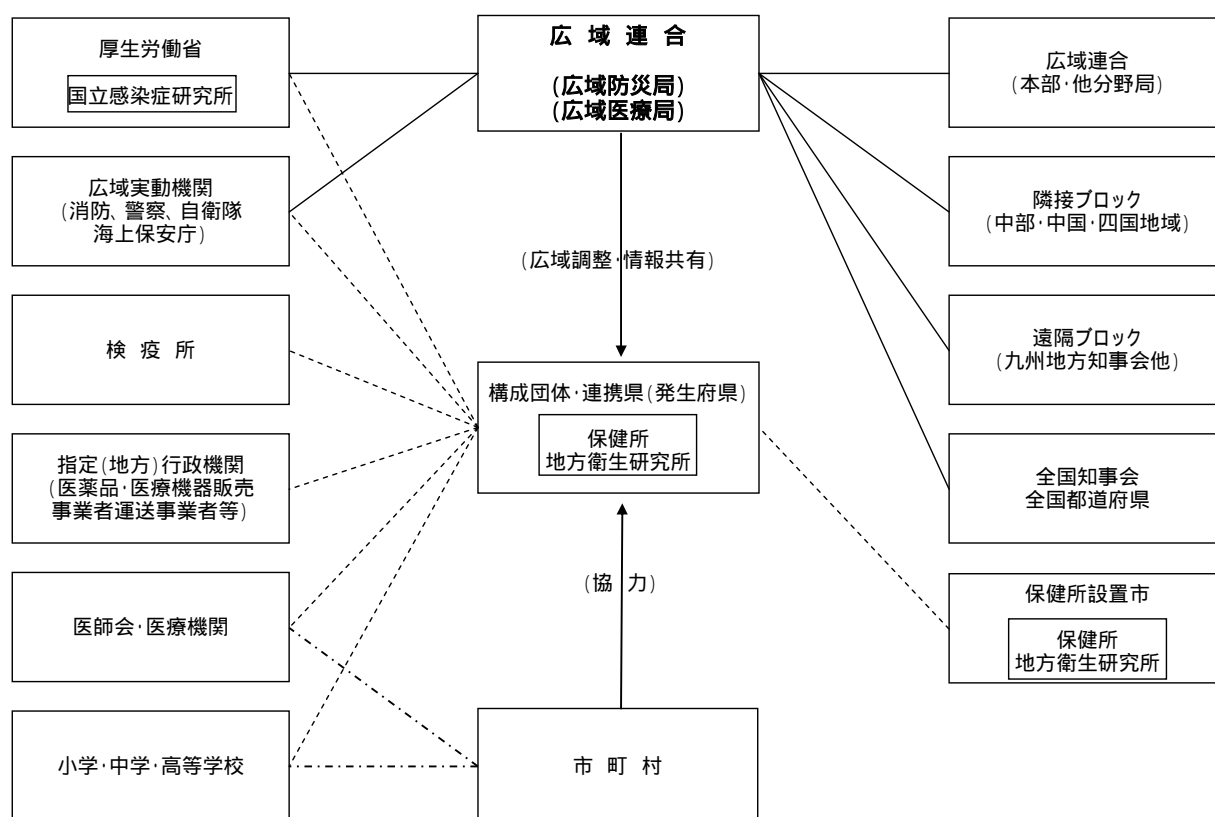 厚生労働省
国立感染症研究所
広域実動機関
(消防、警察、自衛隊
海上保安庁)
検 疫 所
指定(地方)行政機関
(医薬品・医療機器販売
事業者運送事業者等)
医師会・医療機関
小学・中学・高等学校
広 域 連 合
(広域防災局)
(広域医療局)
(広域調整・情報共有)
構成団体・連携県(発生府県)
保健所
地方衛生研究所
(協 力)
市 町 村
広域連合
(本部・他分野局)
隣接ブロック
(中部・中国・四国地域)
遠隔ブロック
(九州地方知事会他)
全国知事会
全国都道府県
保健所設置市
保健所
地方衛生研究所